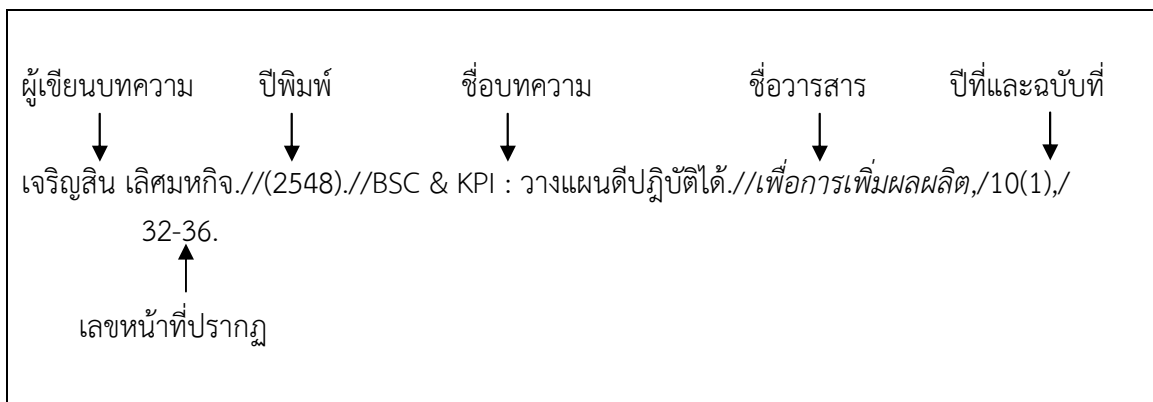 ผู้เขียนบทความ ปีพิมพ์ ชื่อบทความ ชื่อวารสาร ปีที่และฉบับที่
เจริญสิน เลิศมหกิจ.//(2548).//BSC & KPI : วางแผนดีปฎิบัติได้.//เพื่อการเพิ่มผลผลิต,/10(1),/
32-36.
เลขหน้าที่ปรากฏ